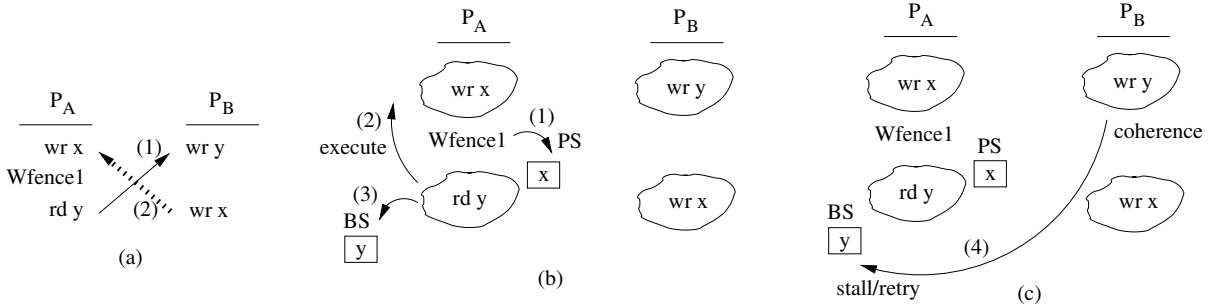 P_A P_B
wr x (1) wr y
Wfence1
rd y (2) wr x
(a)
P_A P_B
wr x wr y
(2) (1)
execute Wfence1 PS
x
(3) rd y wr x
BS
y
(b)
P_A P_B
wr x wr y
Wfence1 coherence
PS
x
rd y wr x
BS
y
(4)
stall/retry (c)